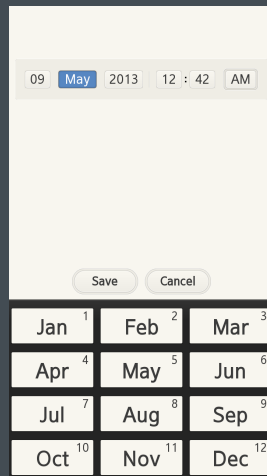 09 May 2013 12 : 42 AM
Save Cancel
Jan 1 Feb 2 Mar 3
Apr 4 May 5 Jun 6
Jul 7 Aug 8 Sep 9
Oct 10 Nov 11 Dec 12